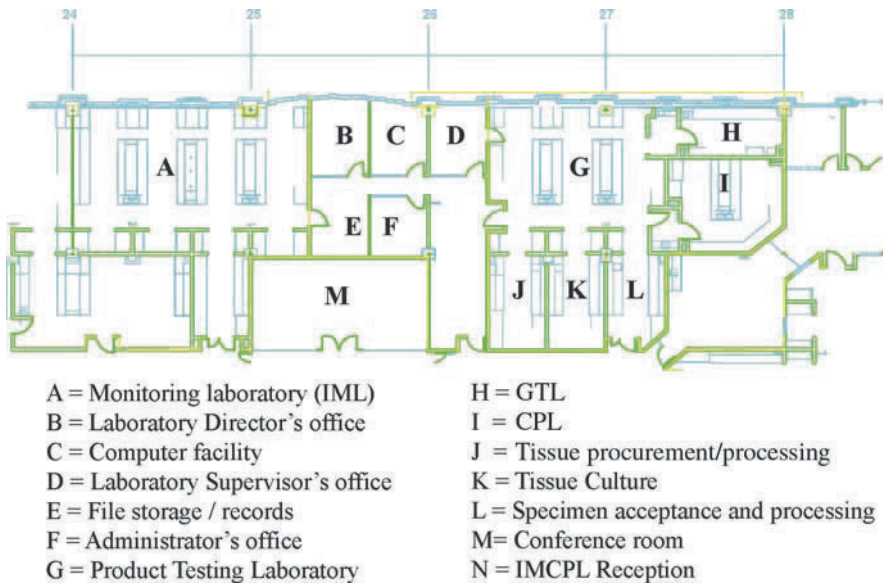 24 25 26 27 28
B C D H
A G I
E F
M J K L
A = Monitoring laboratory (IML)
B = Laboratory Director's office
C = Computer facility
D = Laboratory Supervisor's office
E = File storage / records
F = Administrator's office
G = Product Testing Laboratory
H = GTL
I = CPL
J = Tissue procurement/processing
K = Tissue Culture
L = Specimen acceptance and processing
M= Conference room
N = IMCPL Reception